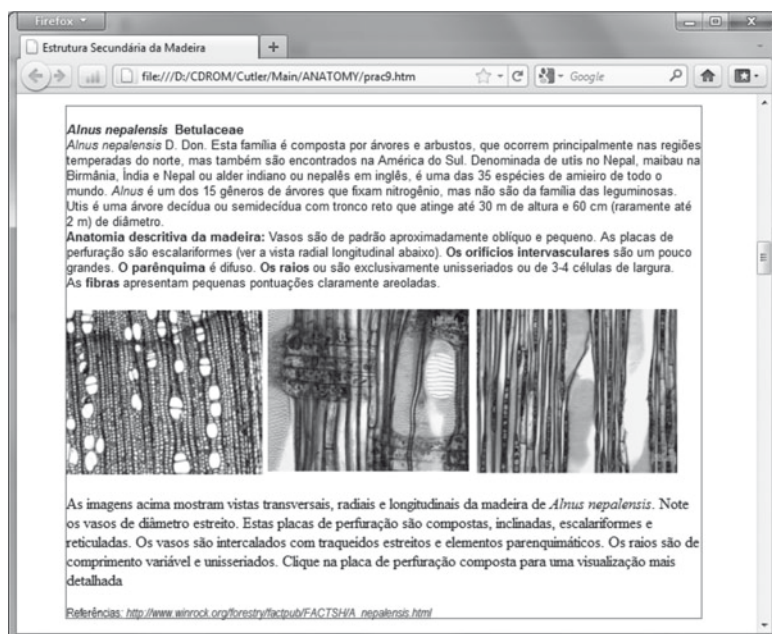 Firefox
Estrutura Secundária da Madeira
file:///D:/CDROM/Cutler/Main/ANATOMY/prac9.htm
Google
Alnus nepalensis Betulaceae
Alnus nepalensis D. Don. Esta família é composta por árvores e arbustos, que ocorrem principalmente nas regiões
temperadas do norte, mas também são encontrados na América do Sul. Denominada de utis no Nepal, maibau na
Birmânia, Índia e Nepal ou alder indiano ou nepalês em inglês, é uma das 35 espécies de amieiro de todo o
mundo. Alnus é um dos 15 gêneros de árvores que fixam nitrogênio, mas não são da família das leguminosas.
Utis é uma árvore decídua ou semidecídua com tronco reto que atinge até 30 m de altura e 60 cm (raramente até
2 m) de diâmetro.
Anatomia descritiva da madeira: Vasos são de padrão aproximadamente oblíquo e pequeno. As placas de
perfuração são escalariformes (ver a vista radial longitudinal abaixo). Os orifícios intervasculares são um pouco
grandes. O parênquima é difuso. Os raios ou são exclusivamente unisseriados ou de 3-4 células de largura.
As fibras apresentam pequenas pontuações claramente areoladas.
As imagens acima mostram vistas transversais, radiais e longitudinais da madeira de Alnus nepalensis. Note
os vasos de diâmetro estreito. Estas placas de perfuração são compostas, inclinadas, escalariformes e
reticuladas. Os vasos são intercalados com traqueidos estreitos e elementos parenquimáticos. Os raios são de
comprimento variável e unisseriados. Clique na placa de perfuração composta para uma visualização mais
detalhada
Referências: http://www.winrock.org/forestry/factpub/FACTSH/A_nepalensis.html